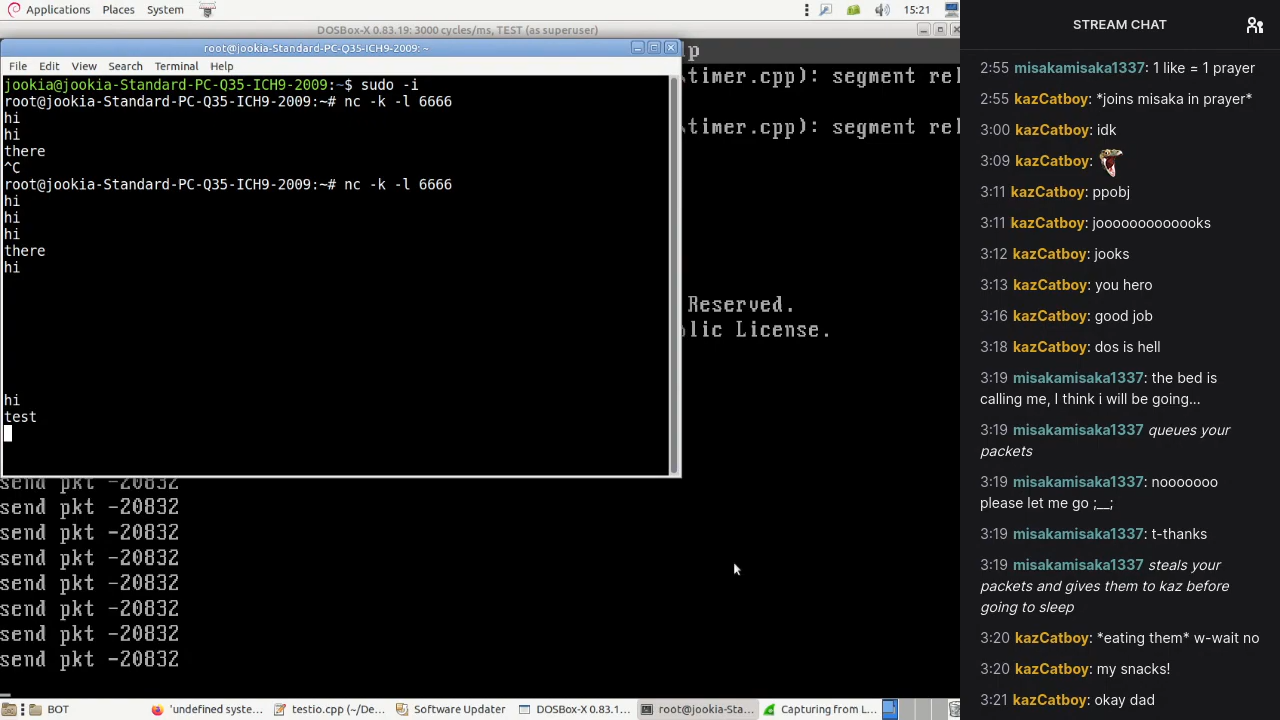 Applications Places System 15:21
DOSBox-X 0.83.19: 3000 cycles/ms, TEST (as superuser)
root@jookia-Standard-PC-Q35-ICH9-2009: ~
File Edit View Search Terminal Help
jookia@jookia-Standard-PC-Q35-ICH9-2009:~$ sudo -i
root@jookia-Standard-PC-Q35-ICH9-2009:~# nc -k -l 6666
hi
hi
there
^C
root@jookia-Standard-PC-Q35-ICH9-2009:~# nc -k -l 6666
hi
hi
hi
there
hi
hi
test
timer.cpp): segment rel
timer.cpp): segment rel
Reserved.
blic License.
send pkt -20832
send pkt -20832
send pkt -20832
send pkt -20832
send pkt -20832
send pkt -20832
send pkt -20832
send pkt -20832
BOT 'undefined syste... testio.cpp (~/De... Software Updater DOSBox-X 0.83.1... root@jookia-Sta... Capturing from L...
STREAM CHAT
2:55 misakamisaka1337: 1 like = 1 prayer
2:55 kazCatboy: *joins misaka in prayer*
3:00 kazCatboy: idk
3:09 kazCatboy:
3:11 kazCatboy: ppobj
3:11 kazCatboy: jooooooooooooks
3:12 kazCatboy: jooks
3:13 kazCatboy: you hero
3:16 kazCatboy: good job
3:18 kazCatboy: dos is hell
3:19 misakamisaka1337: the bed is
calling me, I think i will be going...
3:19 misakamisaka1337 queues your
packets
3:19 misakamisaka1337: nooooooo
please let me go ;__;
3:19 misakamisaka1337: t-thanks
3:19 misakamisaka1337 steals your
packets and gives them to kaz before
going to sleep
3:20 kazCatboy: *eating them* w-wait no
3:20 kazCatboy: my snacks!
3:21 kazCatboy: okay dad